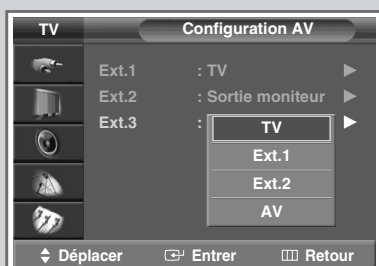 TV Configuration AV
Ext.1 : TV
Ext.2 : Sortie moniteur
Ext.3 :
TV
Ext.1
Ext.2
AV
Déplacer Entrer Retour